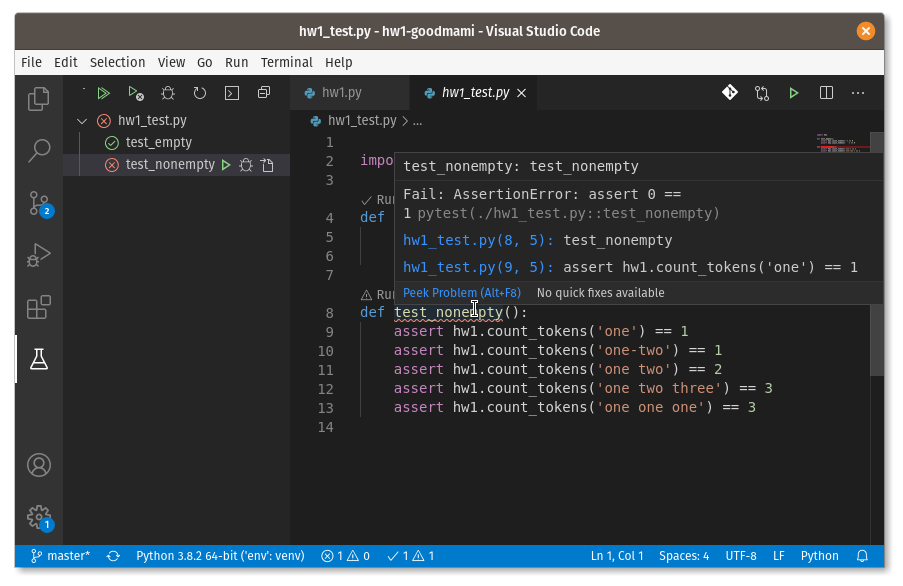 hw1_test.py - hw1-goodmami - Visual Studio Code
File Edit Selection View Go Run Terminal Help
hw1.py
hw1_test.py
hw1_test.py
test_empty
test_nonempty
2
1
hw1_test.py > ...
1
2 impo
3
Ru
4 def
5
6
7
test_nonempty: test_nonempty
Fail: AssertionError: assert 0 ==
1 pytest(./hw1_test.py::test_nonempty)
hw1_test.py(8, 5): test_nonempty
hw1_test.py(9, 5): assert hw1.count_tokens('one') == 1
Peek Problem (Alt+F8) No quick fixes available
Ru
8 def test_nonempty():
9 assert hw1.count_tokens('one') == 1
10 assert hw1.count_tokens('one-two') == 1
11 assert hw1.count_tokens('one two') == 2
12 assert hw1.count_tokens('one two three') == 3
13 assert hw1.count_tokens('one one one') == 3
14
master* Python 3.8.2 64-bit ('env': venv) 1 0 1 1 Ln 1, Col 1 Spaces: 4 UTF-8 LF Python